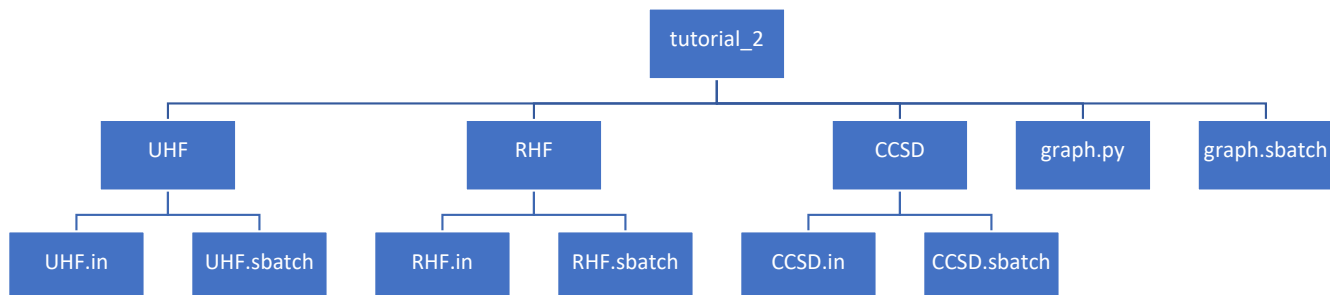 tutorial_2
UHF
RHF
CCSD
graph.py
graph.sbatch
UHF.in
UHF.sbatch
RHF.in
RHF.sbatch
CCSD.in
CCSD.sbatch